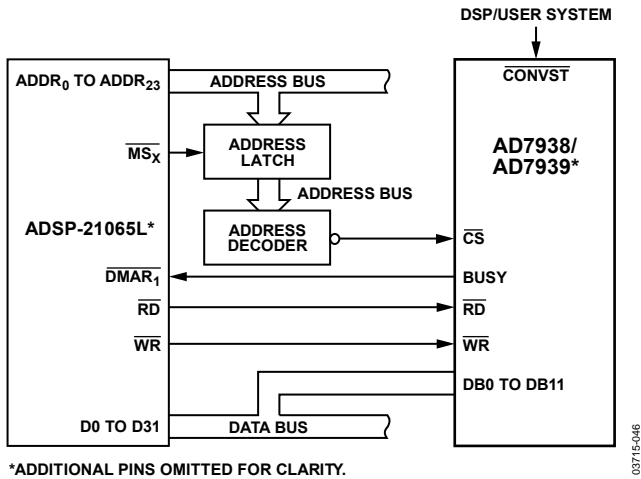 DSP/USER SYSTEM
ADDR0 TO ADDR23
ADDRESS BUS
CONVST
MSX
ADDRESS
LATCH
AD7938/
AD7939*
ADDRESS BUS
ADSP-21065L*
ADDRESS
DECODER
CS
DMAR1
BUSY
RD
RD
WR
WR
DB0 TO DB11
D0 TO D31
DATA BUS
*ADDITIONAL PINS OMITTED FOR CLARITY.
03715-046